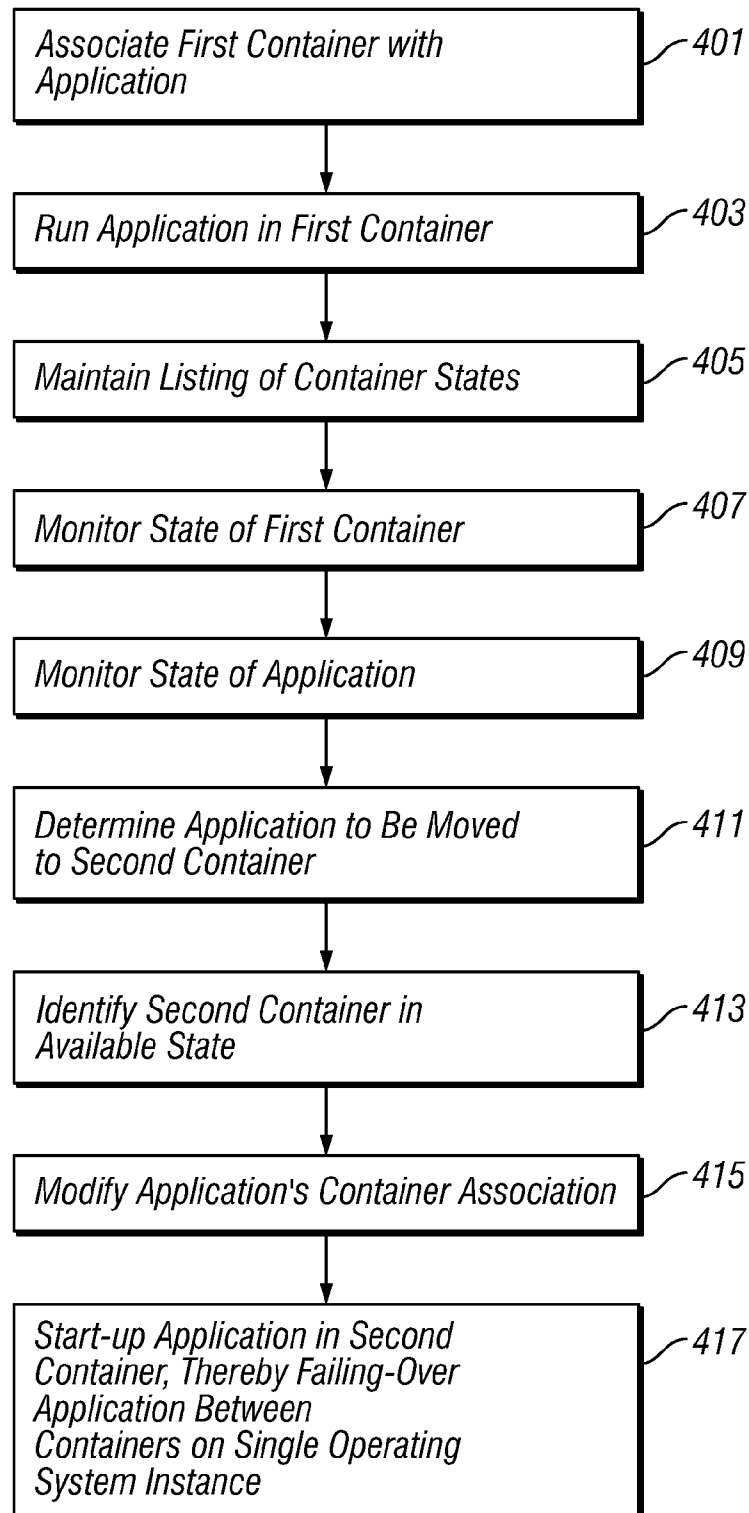 Associate First Container with
Application
401
Run Application in First Container
403
Maintain Listing of Container States
405
Monitor State of First Container
407
Monitor State of Application
409
Determine Application to Be Moved
to Second Container
411
Identify Second Container in
Available State
413
Modify Application's Container Association
415
Start-up Application in Second
Container, Thereby Failing-Over
Application Between
Containers on Single Operating
System Instance
417